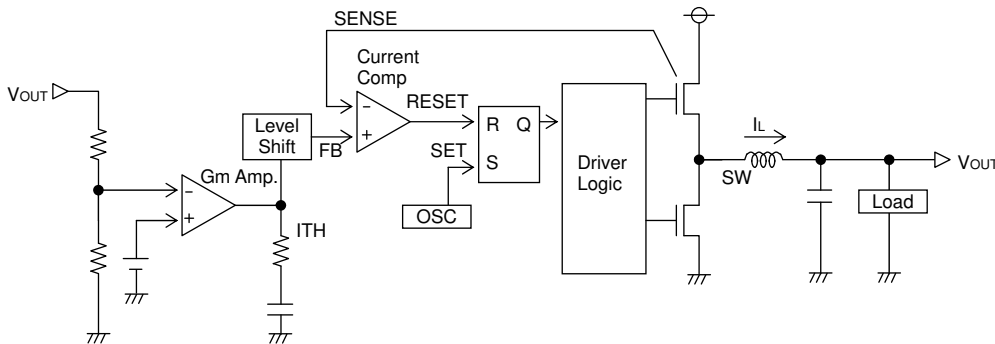 SENSE
Current
Comp
VOUT
−
+
RESET
Level
Shift
FB
R Q
S
SET
OSC
Gm Amp.
−
+
ITH
Driver
Logic
IL
SW
VOUT
Load